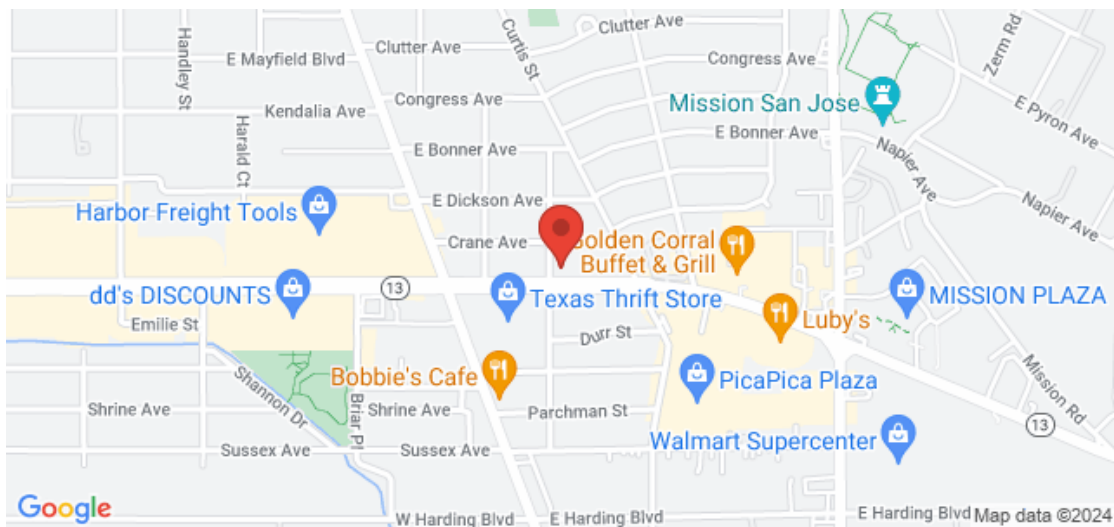 Clutter Ave
Clutter Ave
Handley St
E Mayfield Blvd
Curtis St
Congress Ave
Zerm Rd
Congress Ave
Kendalia Ave
Harald Ct
Mission San Jose
E Pyron Ave
E Bonner Ave
E Bonner Ave
Napier Ave
E Dickson Ave
Napier Ave
Harbor Freight Tools
Crane Ave
Golden Corral
Buffet & Grill
13
dd's DISCOUNTS
Texas Thrift Store
MISSION PLAZA
Emilie St
Luby's
Durr St
Mission Rd
Shannon Dr
Bobbie's Cafe
PicaPica Plaza
Shrine Ave
Briar Pl
Shrine Ave
Parchman St
13
Walmart Supercenter
Sussex Ave
Sussex Ave
Google
W Harding Blvd
E Harding Blvd
E Harding Blvd
Map data ©2024